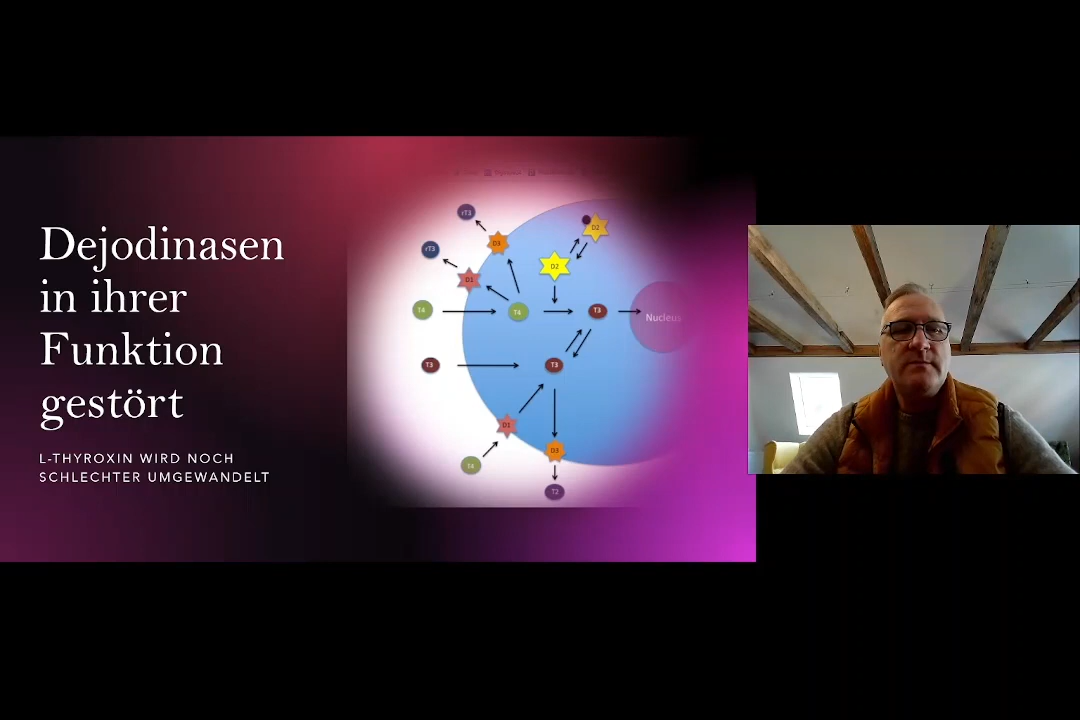 Dejodinasen
in ihrer
Funktion
gestört
L-THYROXIN WIRD NOCH
SCHLECHTER UMGEWANDELT
rT3
D3
D2
rT3
D1
D2
T4
T4
T3
Nucleus
T3
T3
D1
D3
T4
T2